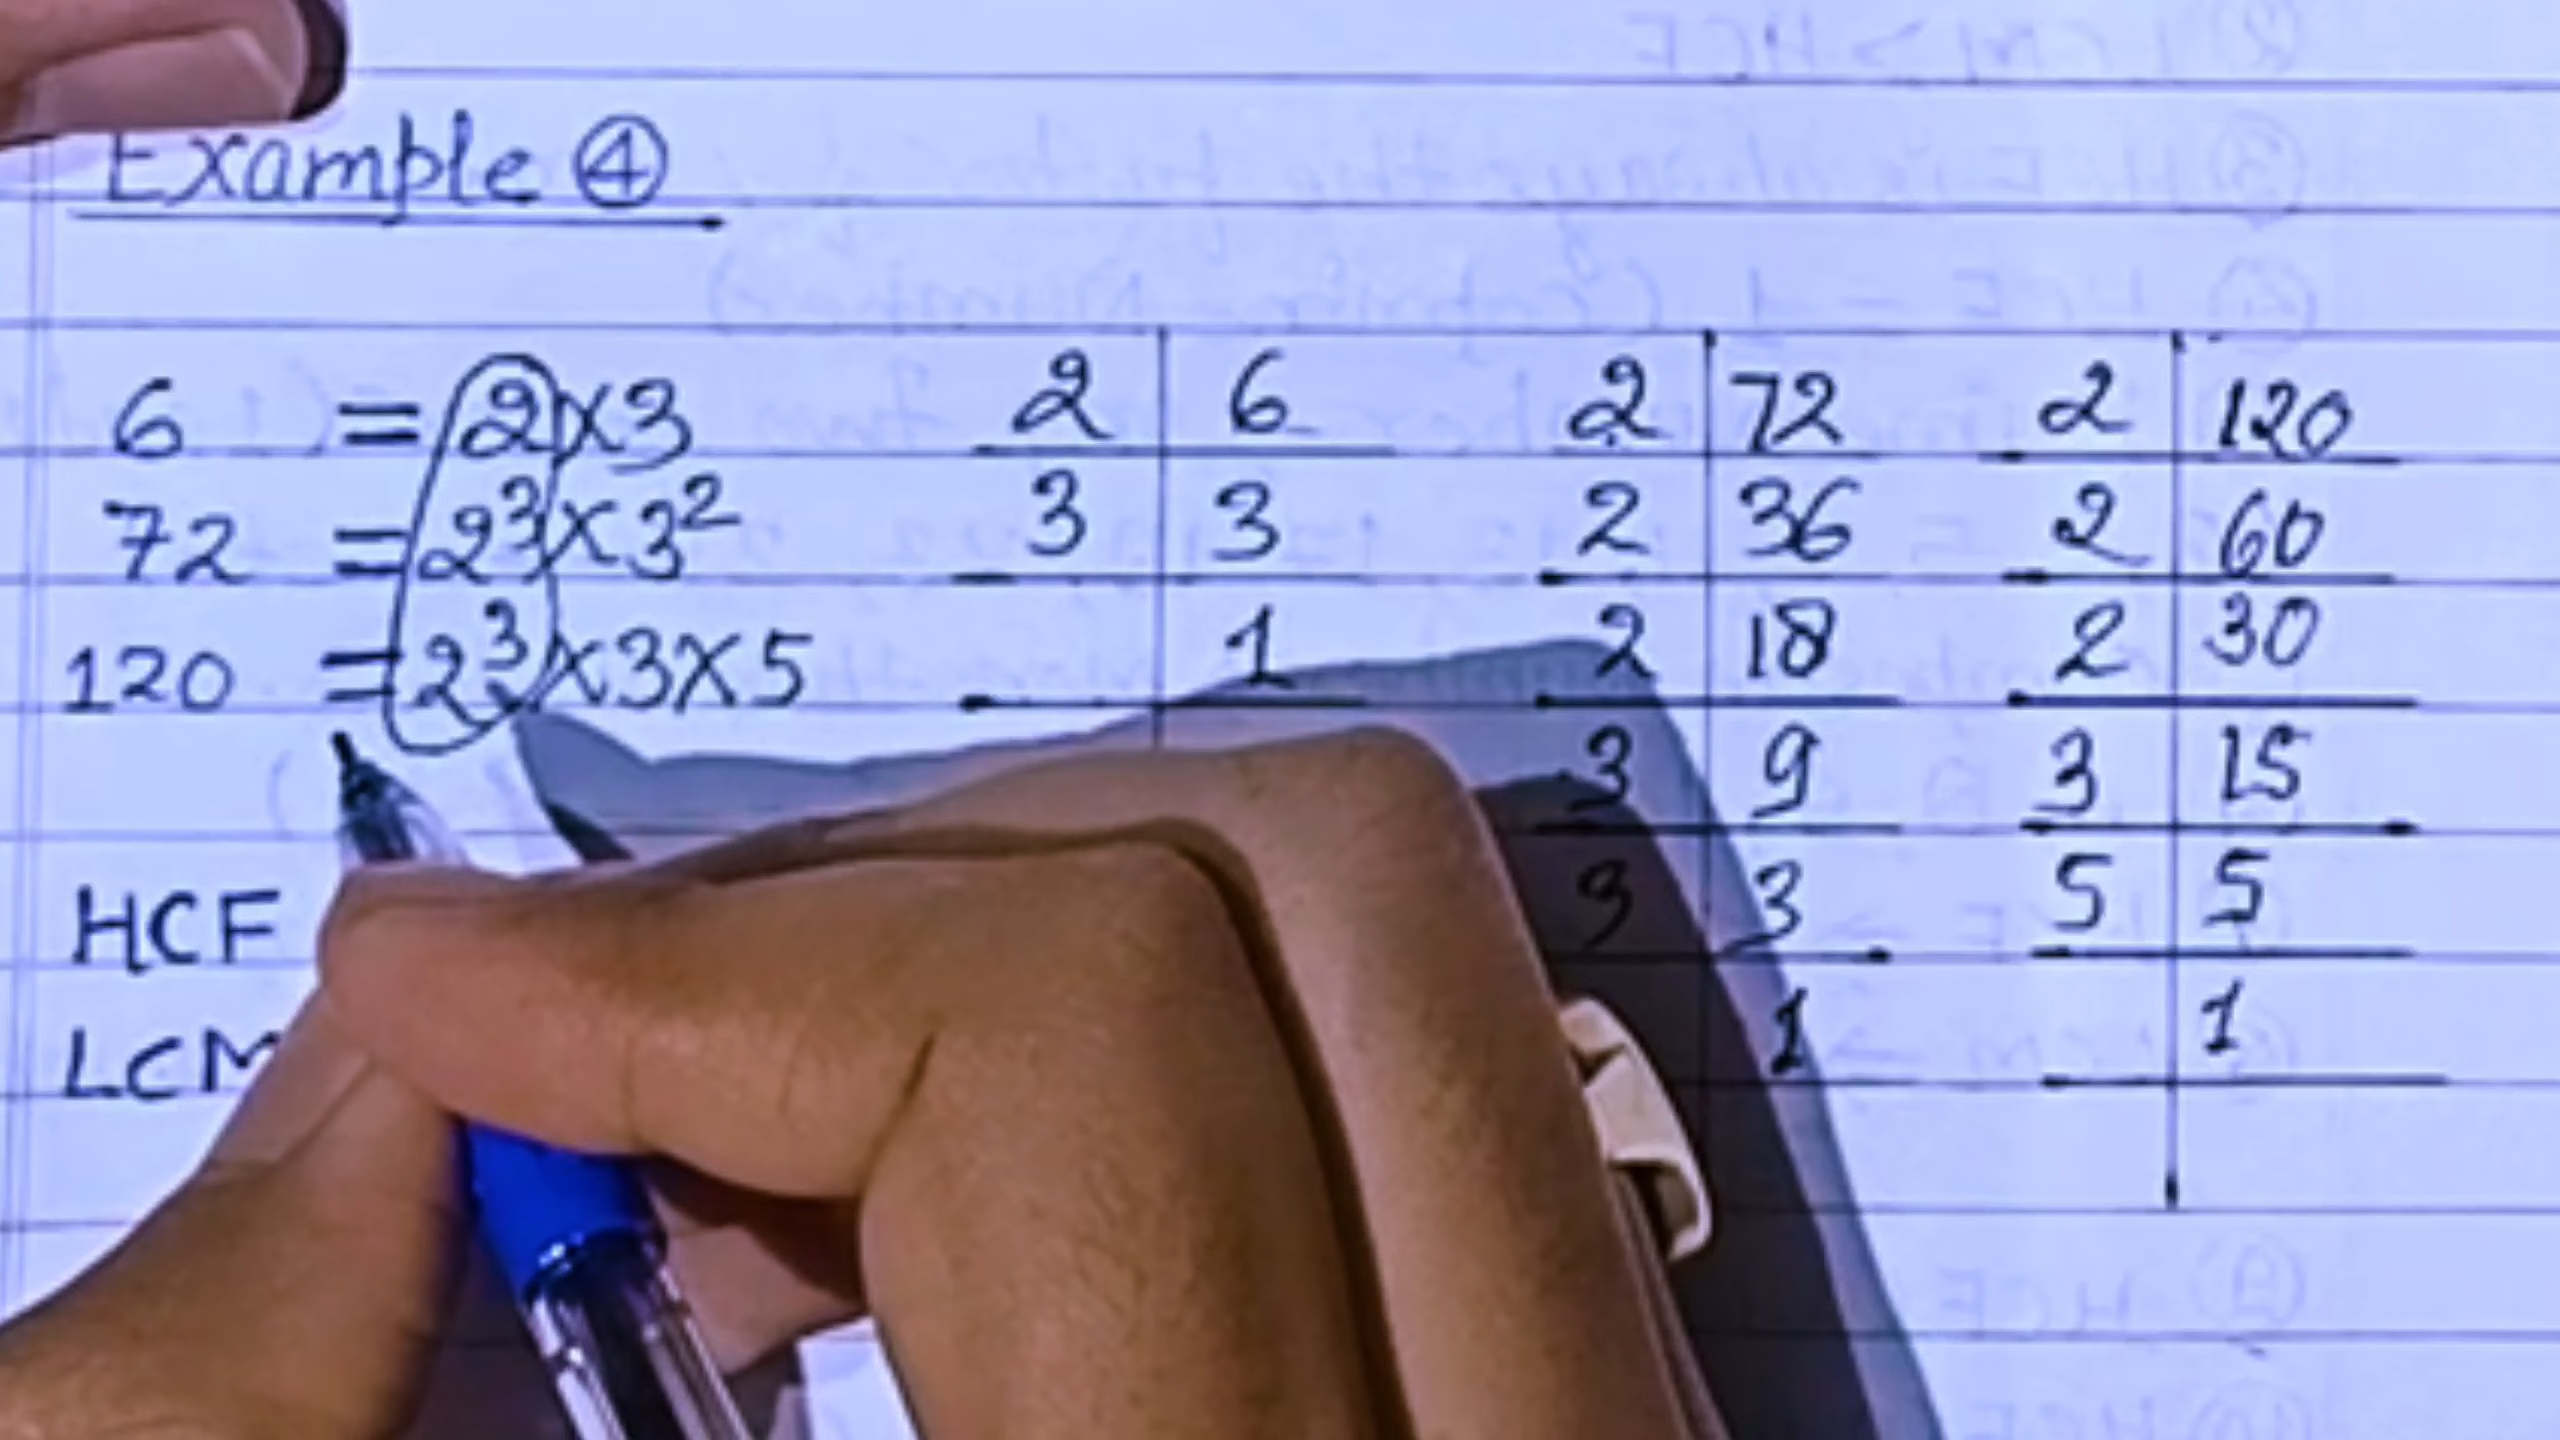 Example ④
6 = 2×3
72 = 2³×3²
120 = 2³×3×5
HCF
LCM
2 | 6
3 | 3
1
2 | 72
2 | 36
2 | 18
3 | 9
3 | 3
1
2 | 120
2 | 60
2 | 30
3 | 15
5 | 5
1